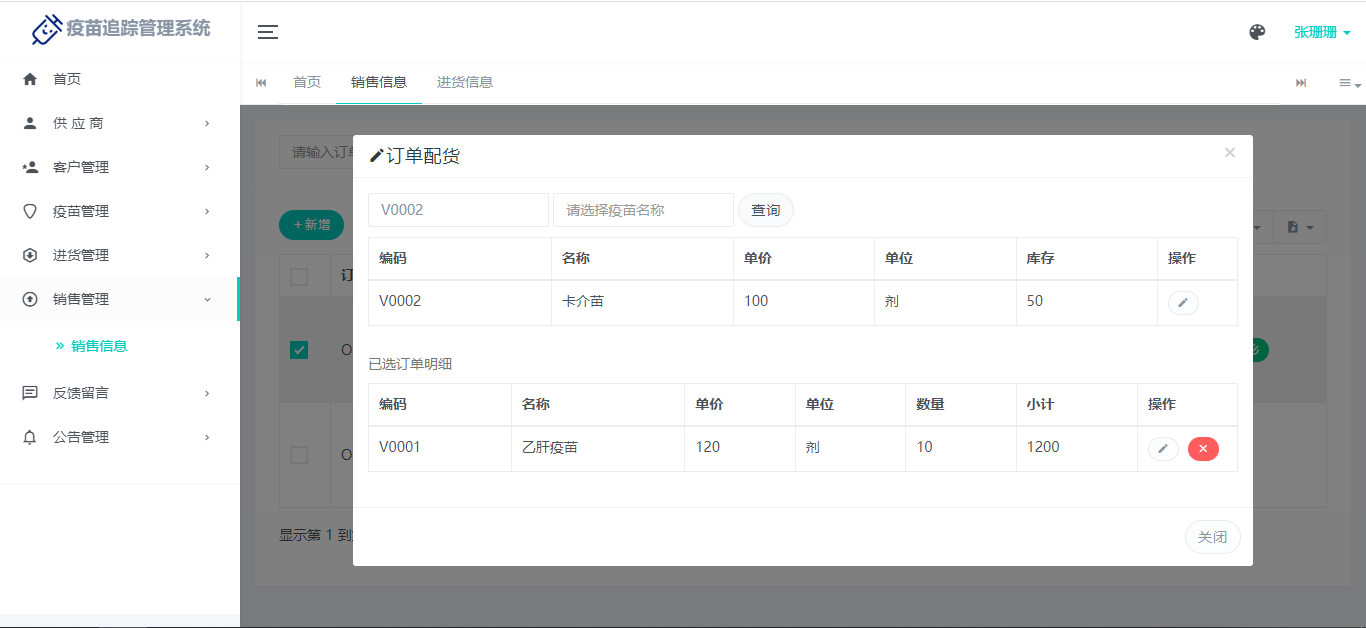 疫苗追踪管理系统
张珊珊
首页
供 应 商
客户管理
疫苗管理
进货管理
销售管理
» 销售信息
反馈留言
公告管理
首页 销售信息 进货信息
请输入订单
+新增
订
O
O
显示第 1 到
订单配货 ×
V0002 请选择疫苗名称 查询
编码 名称 单价 单位 库存 操作
V0002 卡介苗 100 剂 50
已选订单明细
编码 名称 单价 单位 数量 小计 操作
V0001 乙肝疫苗 120 剂 10 1200
关闭